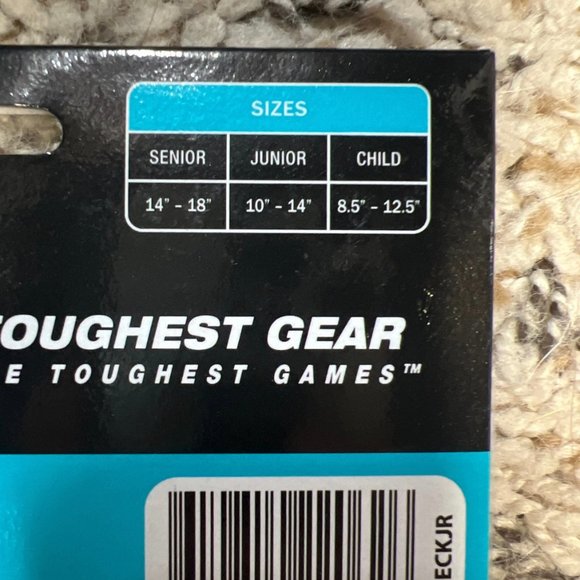 SIZES
SENIOR JUNIOR CHILD
14" - 18" 10" - 14" 8.5" - 12.5"
TOUGHEST GEAR
E TOUGHEST GAMES™
ECKJR